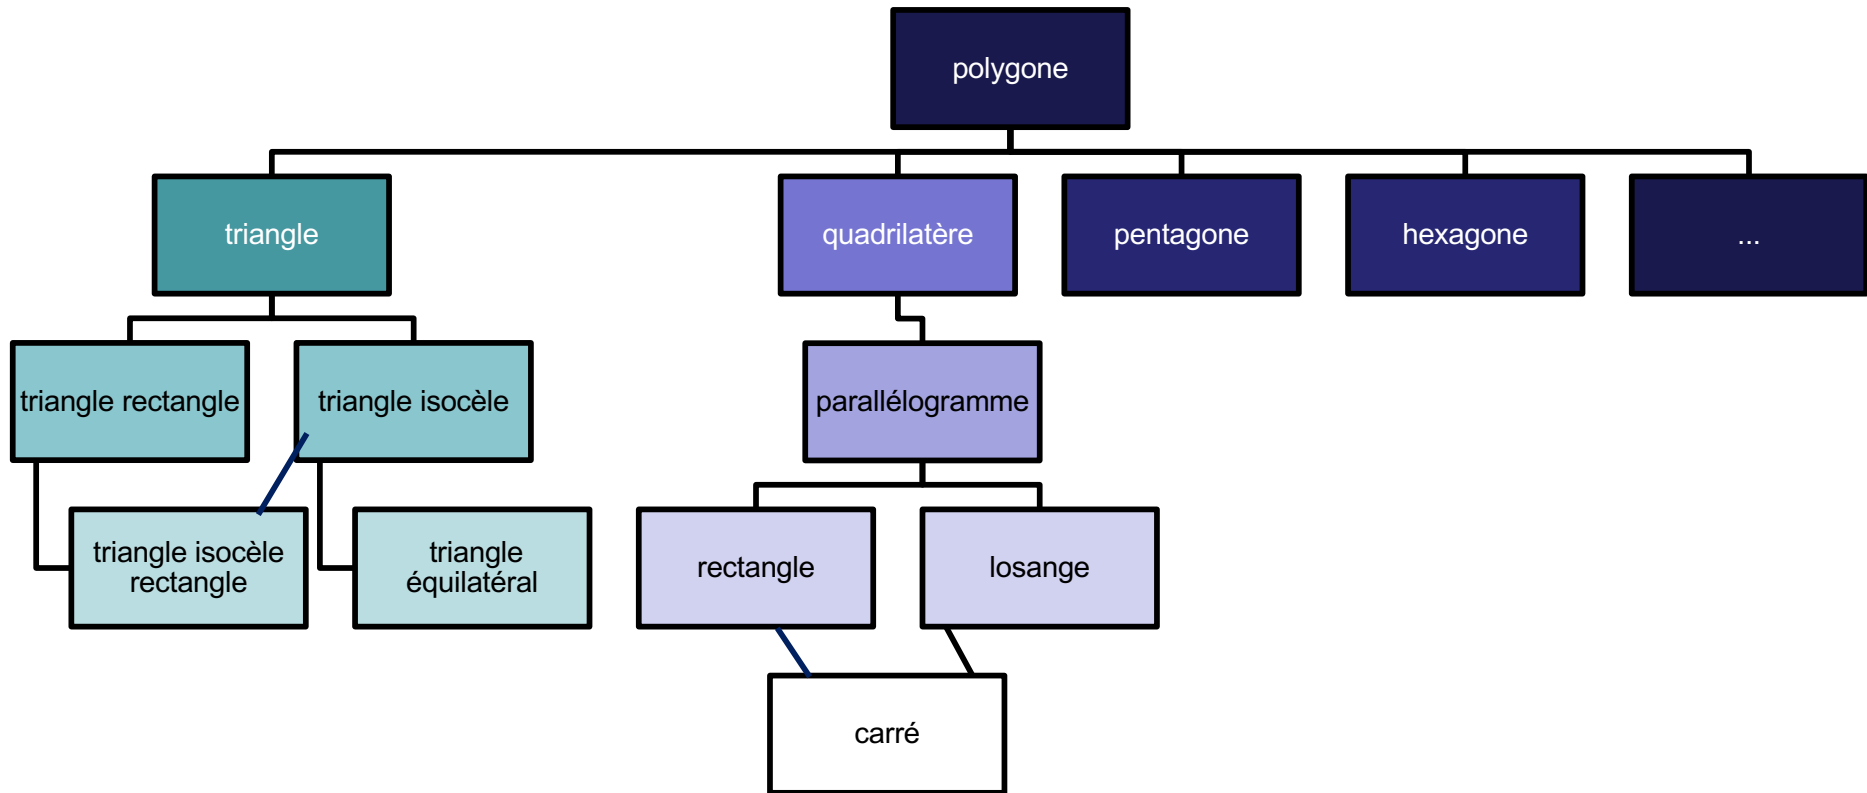 polygone
triangle
quadrilatère
pentagone
hexagone
...
triangle rectangle
triangle isocèle
parallélogramme
triangle isocèle
rectangle
triangle
équilatéral
rectangle
losange
carré